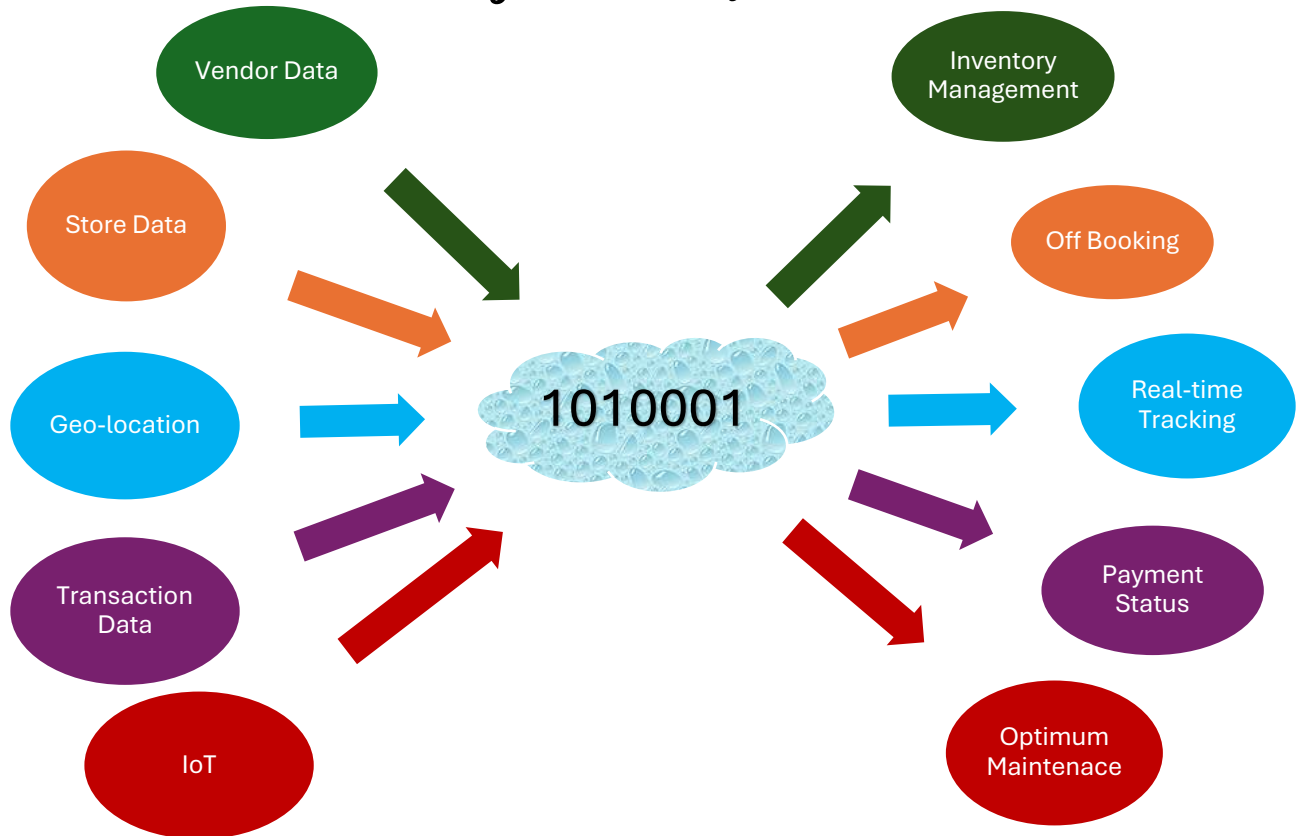 Vendor Data
Inventory
Management
Store Data
Off Booking
1010001
Geo-location
Real-time
Tracking
Transaction
Data
Payment
Status
IoT
Optimum
Maintenace